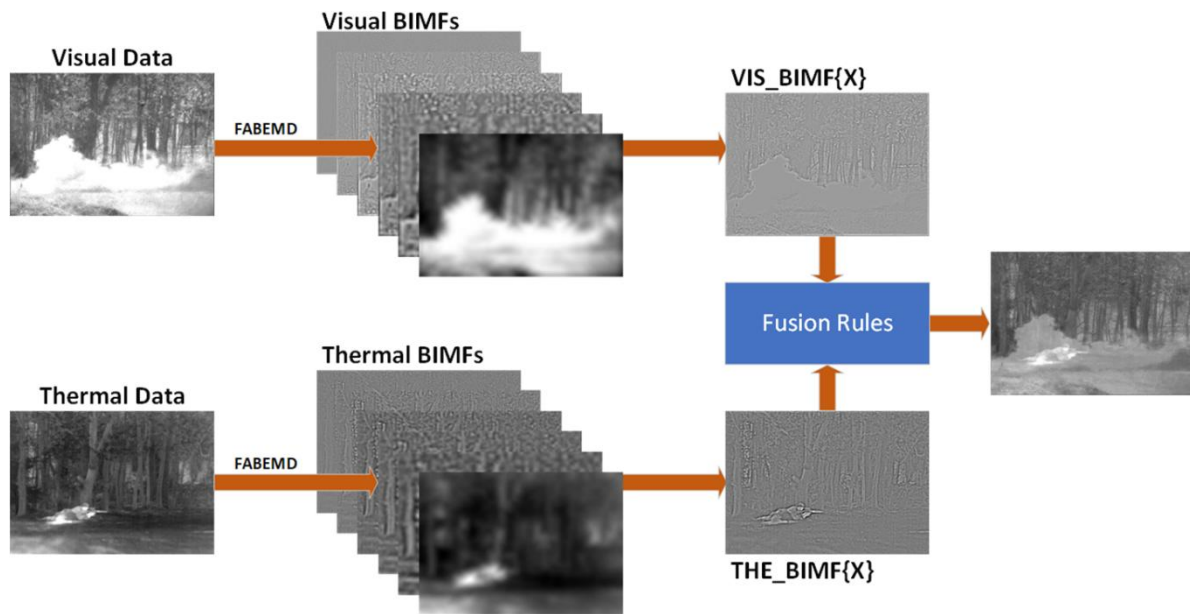 Visual BIMFs
Visual Data
FABEMD
VIS_BIMF{X}
Fusion Rules
Thermal BIMFs
Thermal Data
FABEMD
THE_BIMF{X}